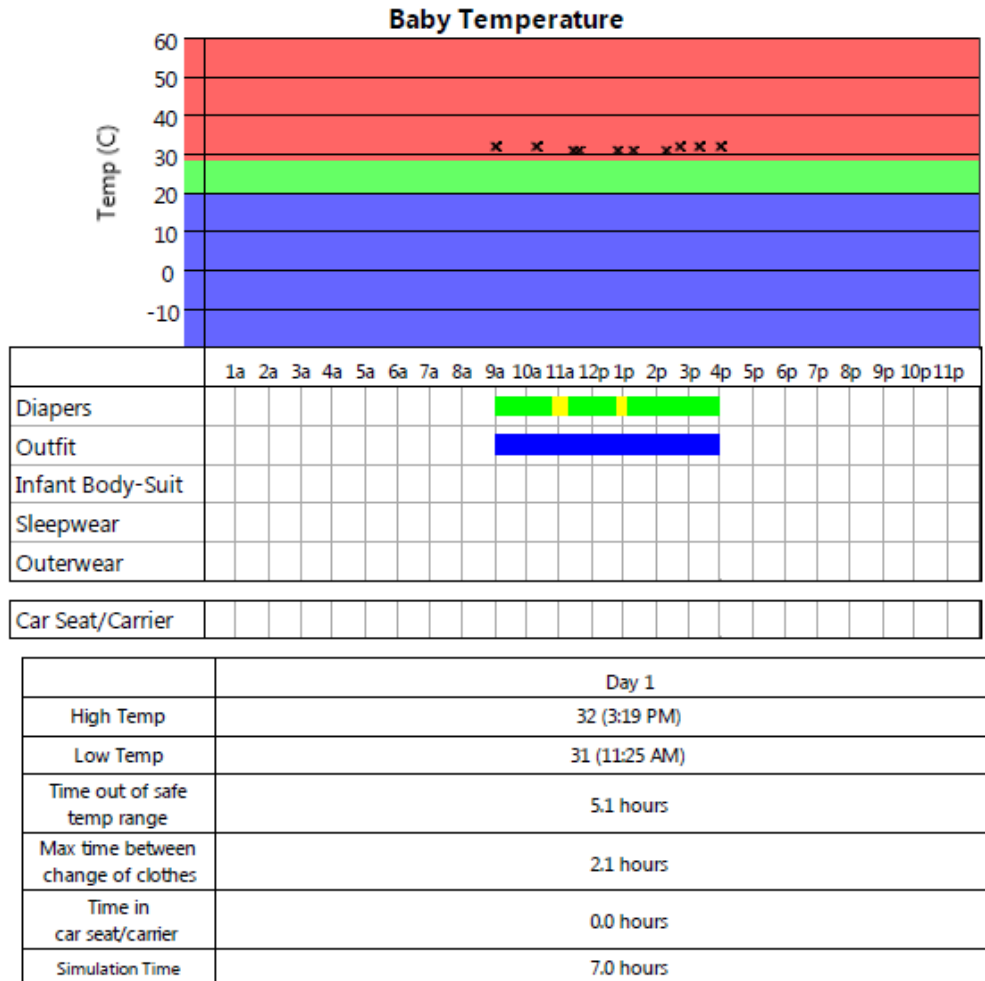 Baby Temperature
60
50
40
30
20
10
0
-10
Temp (C)
1a 2a 3a 4a 5a 6a 7a 8a 9a 10a 11a 12p 1p 2p 3p 4p 5p 6p 7p 8p 9p 10p 11p
Diapers
Outfit
Infant Body-Suit
Sleepwear
Outerwear
Car Seat/Carrier
Day 1
High Temp 32 (3:19 PM)
Low Temp 31 (11:25 AM)
Time out of safe
temp range
5.1 hours
Max time between
change of clothes
2.1 hours
Time in
car seat/carrier
0.0 hours
Simulation Time 7.0 hours